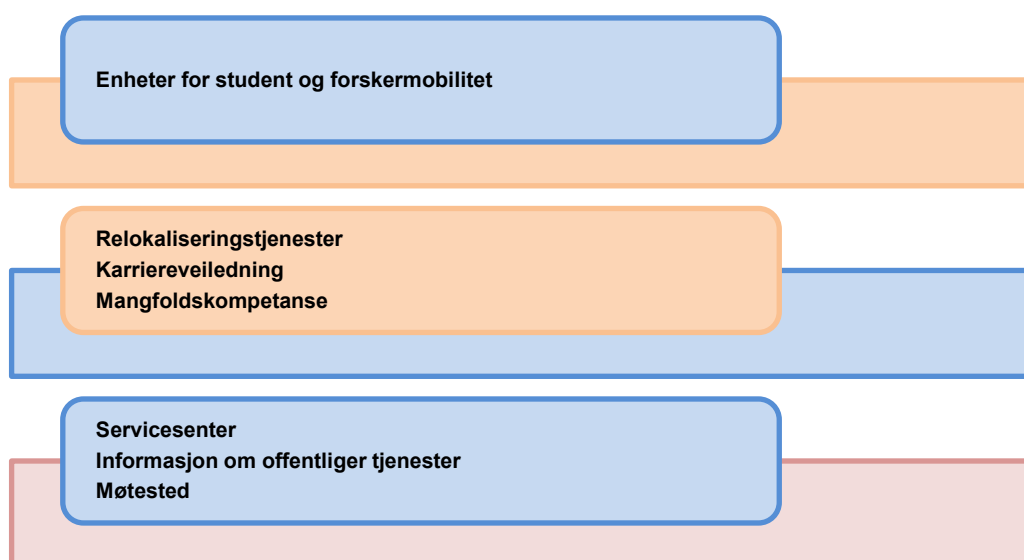 Enheter for student og forskermobilitet
Relokaliseringstjenester
Karriereveiledning
Mangfoldskompetanse
Servicesenter
Informasjon om offentliger tjenester
Møtested